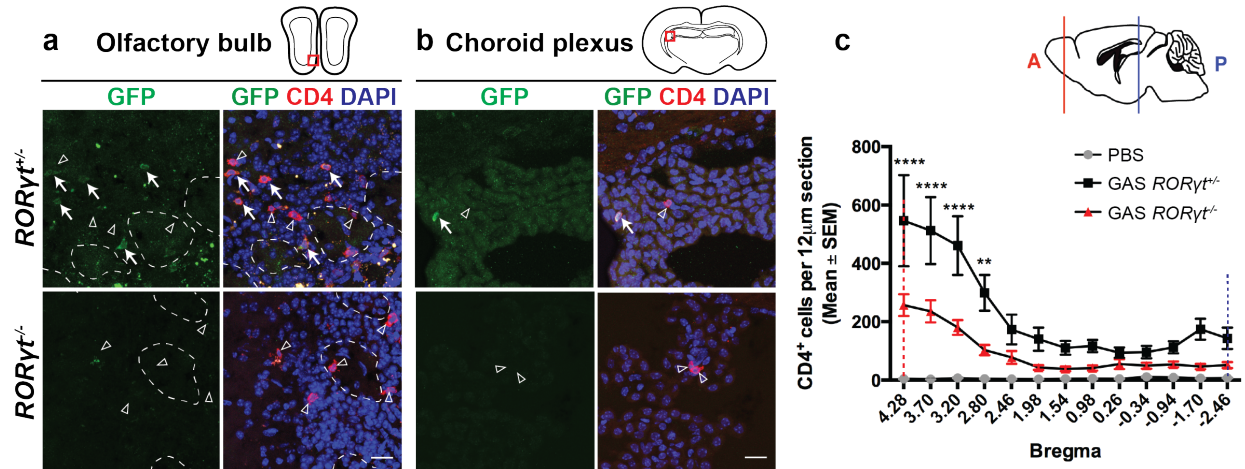 a Olfactory bulb
b Choroid plexus
c
A
P
GFP
GFP CD4 DAPI
GFP
GFP CD4 DAPI
RORγt+/-
RORγt-/-
CD4+ cells per 12μm section
(Mean ± SEM)
800
600
400
200
0
****
****
****
**
PBS
GAS RORγt+/-
GAS RORγt-/-
4.28
3.70
3.20
2.80
2.46
1.98
1.54
0.98
0.26
-0.34
-0.94
-1.70
-2.46
Bregma